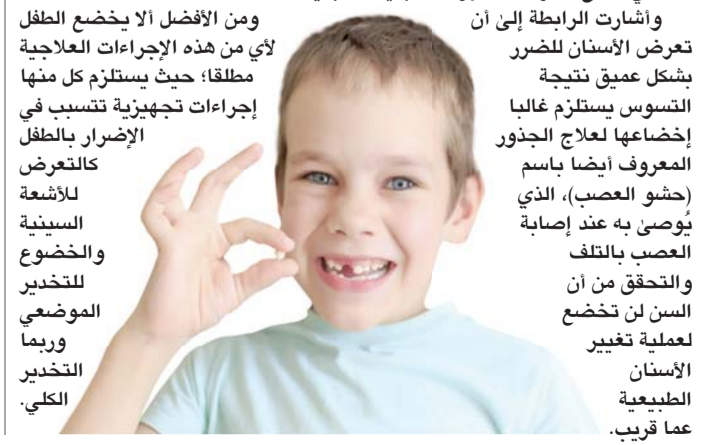 وأشارت الرابطة إلىٰ أن
تعرض الأسنان للضرر
بشكل عميق نتيجة
التسوس يستلزم غالبا
إخضاعها لعلاج الجذور
المعروف أيضا باسم
(حشو العصب)، الذي
يُوصىٰ به عند إصابة
العصب بالتلف
والتحقق من أن
السن لن تخضع
لعملية تغيير
الأسنان
الطبيعية
عما قريب.
ومن الأفضل ألا يخضع الطفل
لأي من هذه الإجراءات العلاجية
مطلقا؛ حيث يستلزم كل منها
إجراءات تجهيزية تتسبب في
الإضرار بالطفل
كالتعرض
للأشعة
السينية
والخضوع
للتخدير
الموضعي
وربما
التخدير
الكلي.